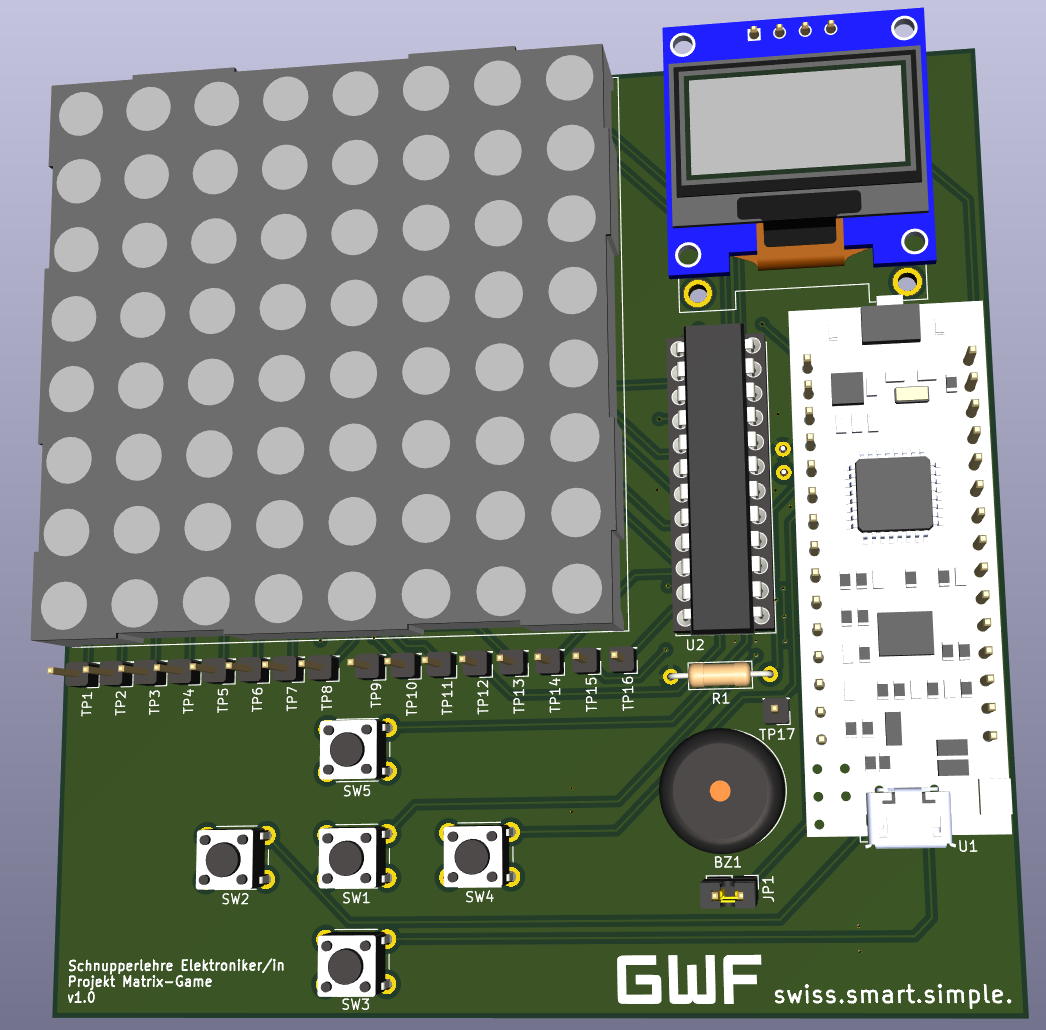 U2
TP1
TP2
TP3
TP4
TP5
TP6
TP7
TP8
TP9
TP10
TP11
TP12
TP13
TP14
TP15
TP16
R1
TP17
SW5
U1
BZ1
SW2
SW1
SW4
JP1
Schnupperlehre Elektroniker/in
Projekt Matrix-Game
v1.0
SW3
GWF swiss.smart.simple.